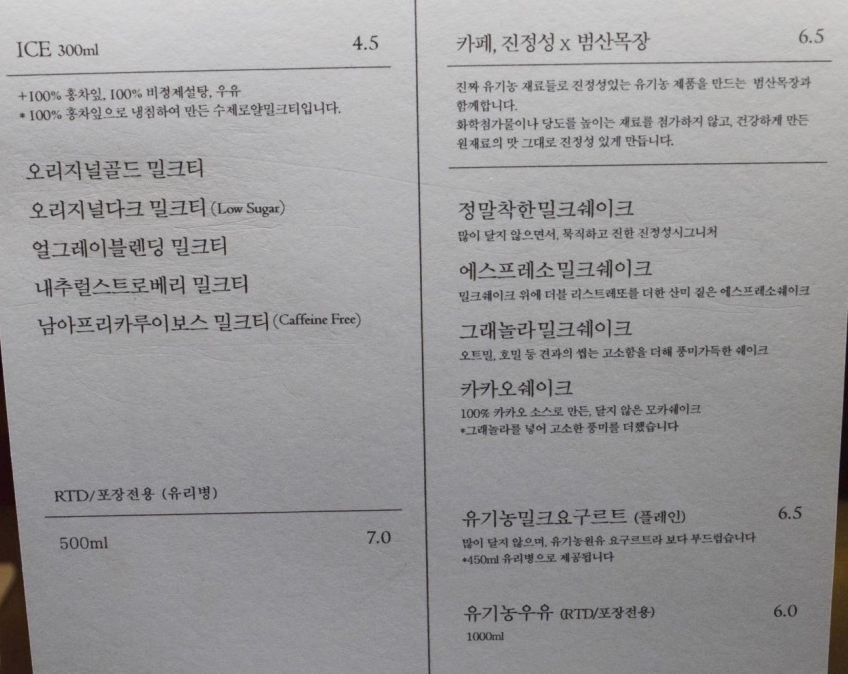 ICE 300ml 4.5
+100% 홍차잎, 100% 비정제설탕, 우유
* 100% 홍차잎으로 냉침하여 만든 수제로얄밀크티입니다.
오리지널골드 밀크티
오리지널다크 밀크티 (Low Sugar)
얼그레이블렌딩 밀크티
내추럴스트로베리 밀크티
남아프리카루이보스 밀크티 (Caffeine Free)
RTD/포장전용 (유리병)
500ml 7.0
카페, 진정성 x 범산목장 6.5
진짜 유기농 재료들로 진정성있는 유기농 제품을 만드는 범산목장과
함께합니다.
화학첨가물이나 당도를 높이는 재료를 첨가하지 않고, 건강하게 만든
원재료의 맛 그대로 진정성 있게 만듭니다.
정말착한밀크쉐이크
많이 달지 않으면서, 묵직하고 진한 진정성시그니처
에스프레소밀크쉐이크
밀크쉐이크 위에 더블 리스트레또를 더한 산미 짙은 에스프레소쉐이크
그래놀라밀크쉐이크
오트밀, 호밀 등 견과의 씹는 고소함을 더해 풍미가득한 쉐이크
카카오쉐이크
100% 카카오 소스로 만든, 달지 않은 모카쉐이크
*그래놀라를 넣어 고소한 풍미를 더했습니다
유기농밀크요구르트 (플레인) 6.5
많이 달지 않으며, 유기농원유 요구르트라 보다 부드럽습니다
*450ml 유리병으로 제공됩니다
유기농우유 (RTD/포장전용) 6.0
1000ml